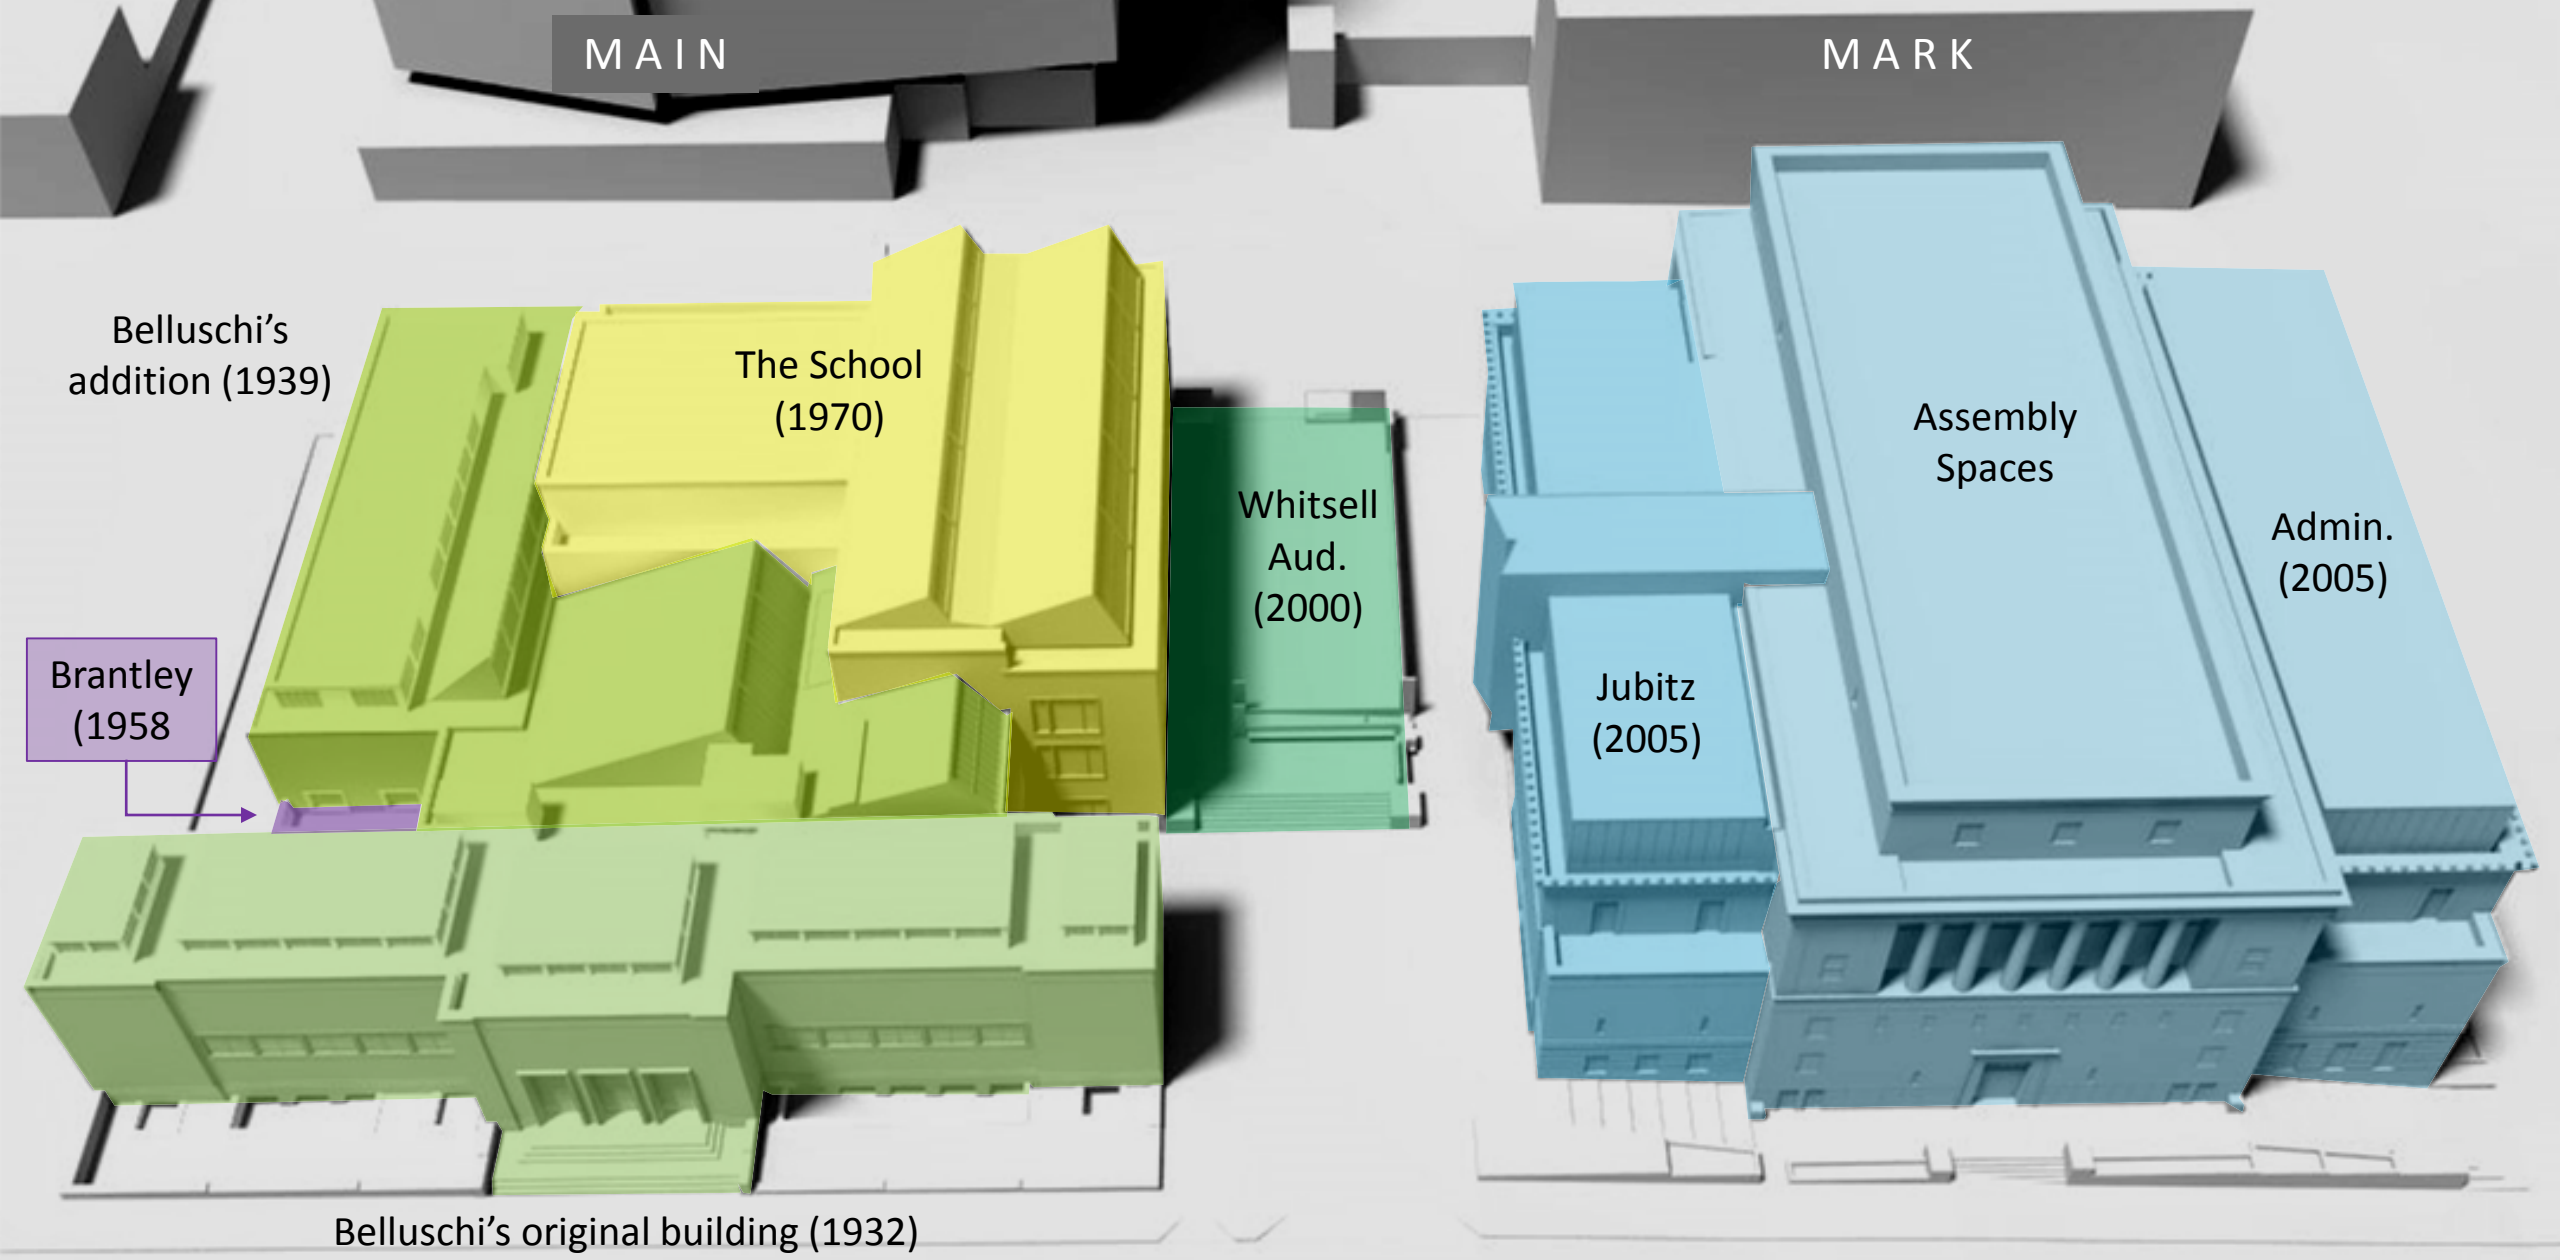 MAIN
MARK
Belluschi’s
addition (1939)
The School
(1970)
Assembly
Spaces
Whitsell
Aud.
(2000)
Admin.
(2005)
Brantley
(1958
Jubitz
(2005)
Belluschi’s original building (1932)